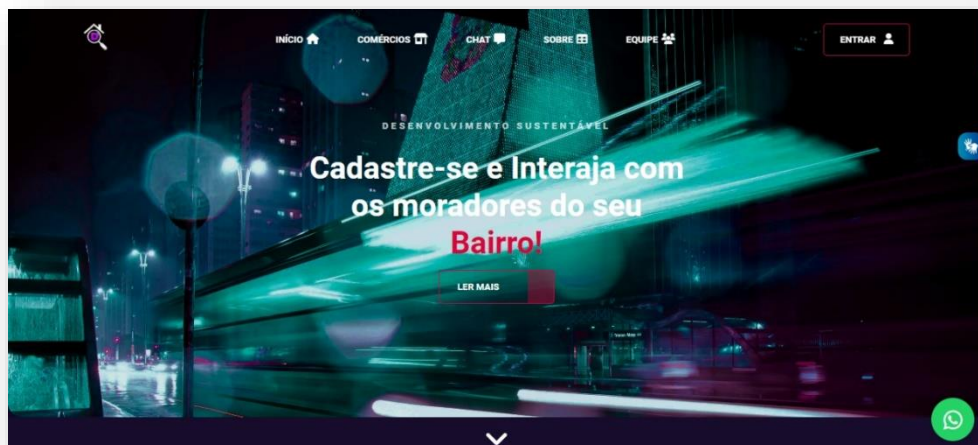 INÍCIO
COMÉRCIOS
CHAT
SOBRE
EQUIPE
ENTRAR
DESENVOLVIMENTO SUSTENTÁVEL
Cadastre-se e Interaja com
os moradores do seu
Bairro!
LER MAIS